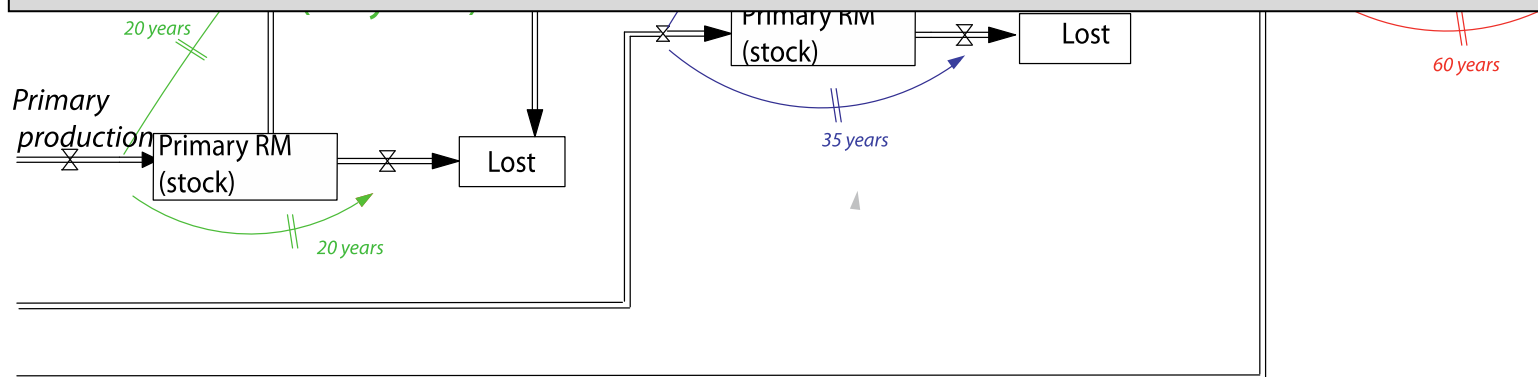 20 years
Primary RM
(stock)
Lost
60 years
Primary
production
35 years
Primary RM
(stock)
Lost
20 years